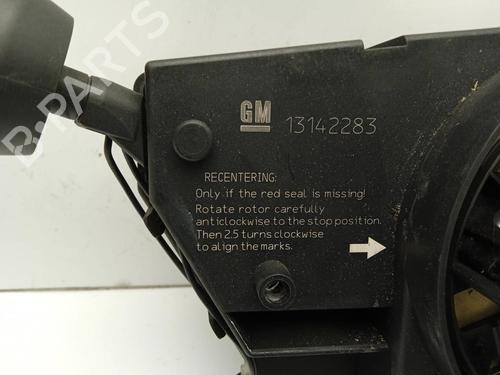 GM 13142283
RECENTERING:
Only if the red seal is missing!
Rotate rotor carefully
anticlockwise to the stop position.
Then 2.5 turns clockwise
to align the marks.
B-PARTS